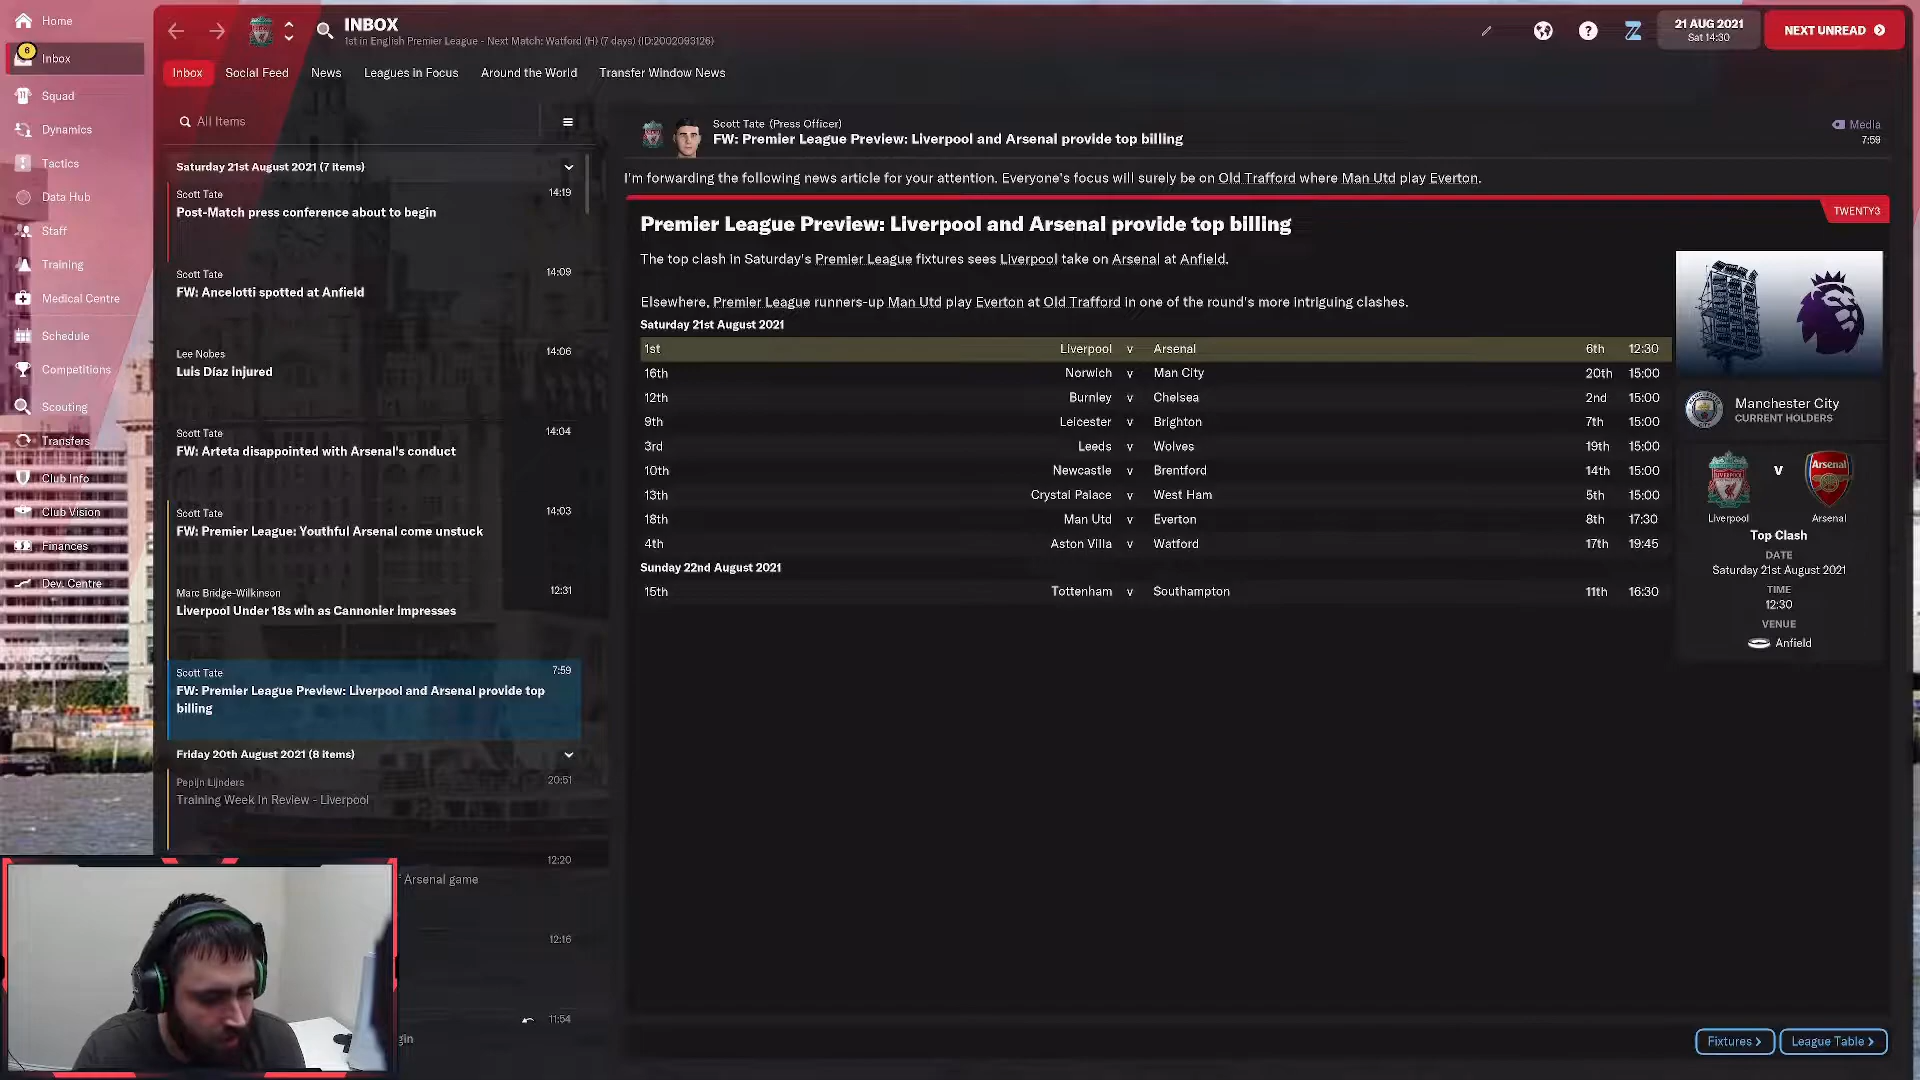 Home
6
Inbox
Squad
Dynamics
Tactics
Data Hub
Staff
Training
Medical Centre
Schedule
Competitions
Scouting
Transfers
Club Info
Club Vision
Finances
Dev. Centre
INBOX
1st in English Premier League - Next Match: Watford (H) (7 days) (ID:2002093126)
21 AUG 2021
Sat 14:30
NEXT UNREAD
Inbox
Social Feed
News
Leagues in Focus
Around the World
Transfer Window News
All Items
Saturday 21st August 2021 (7 items)
Scott Tate
14:19
Post-Match press conference about to begin
Scott Tate
14:09
FW: Ancelotti spotted at Anfield
Lee Nobes
14:06
Luis Díaz injured
Scott Tate
14:04
FW: Arteta disappointed with Arsenal's conduct
Scott Tate
14:03
FW: Premier League: Youthful Arsenal come unstuck
Marc Bridge-Wilkinson
12:31
Liverpool Under 18s win as Cannonier impresses
Scott Tate
7:59
FW: Premier League Preview: Liverpool and Arsenal provide top
billing
Friday 20th August 2021 (8 items)
Pepijn Lijnders
20:51
Training Week In Review - Liverpool
12:20
Arsenal game
12:16
11:54
Scott Tate (Press Officer)
FW: Premier League Preview: Liverpool and Arsenal provide top billing
Media
7:59
I'm forwarding the following news article for your attention. Everyone's focus will surely be on Old Trafford where Man Utd play Everton.
TWENTY3
Premier League Preview: Liverpool and Arsenal provide top billing
The top clash in Saturday's Premier League fixtures sees Liverpool take on Arsenal at Anfield.
Elsewhere, Premier League runners-up Man Utd play Everton at Old Trafford in one of the round's more intriguing clashes.
Saturday 21st August 2021
1st Liverpool v Arsenal 6th 12:30
16th Norwich v Man City 20th 15:00
12th Burnley v Chelsea 2nd 15:00
9th Leicester v Brighton 7th 15:00
3rd Leeds v Wolves 19th 15:00
10th Newcastle v Brentford 14th 15:00
13th Crystal Palace v West Ham 5th 15:00
18th Man Utd v Everton 8th 17:30
4th Aston Villa v Watford 17th 19:45
Sunday 22nd August 2021
15th Tottenham v Southampton 11th 16:30
Manchester City
CURRENT HOLDERS
Arsenal
v
Liverpool Arsenal
Top Clash
DATE
Saturday 21st August 2021
TIME
12:30
VENUE
Anfield
Fixtures >
League Table >